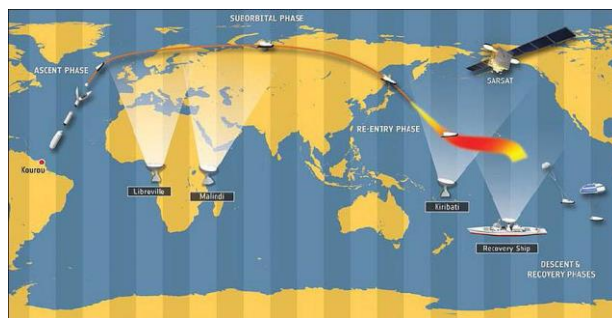 SUBORBITAL PHASE
ASCENT PHASE
SARSAT
RE-ENTRY PHASE
Kourou
Libreville
Malindi
Kiribati
Recovery Ship
DESCENT &
RECOVERY PHASES